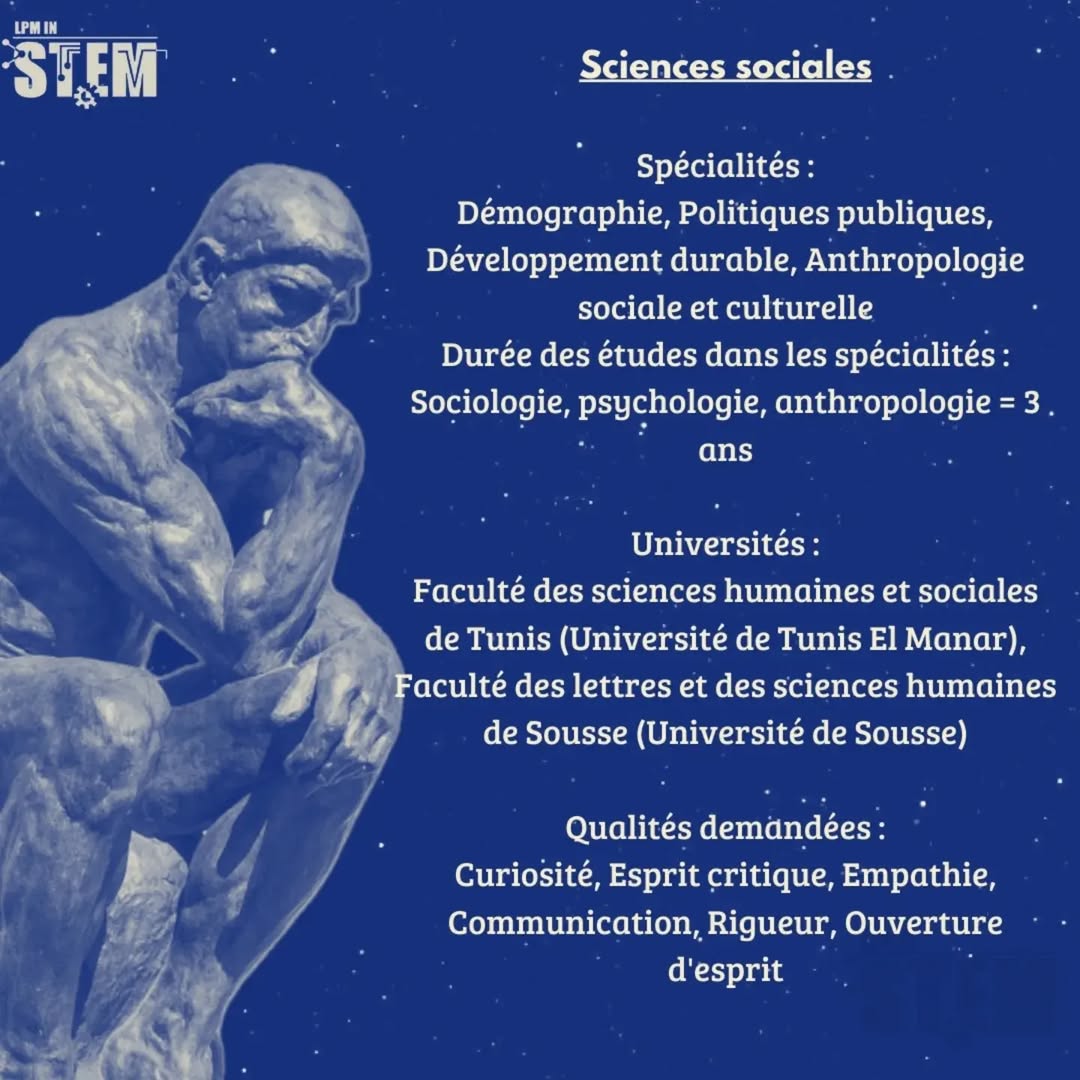 LPM IN
STEM
Sciences sociales
Spécialités :
Démographie, Politiques publiques,
Développement durable, Anthropologie
sociale et culturelle
Durée des études dans les spécialités :
Sociologie, psychologie, anthropologie = 3
ans
Universités :
Faculté des sciences humaines et sociales
de Tunis (Université de Tunis El Manar),
Faculté des lettres et des sciences humaines
de Sousse (Université de Sousse)
Qualités demandées :
Curiosité, Esprit critique, Empathie,
Communication, Rigueur, Ouverture
d'esprit